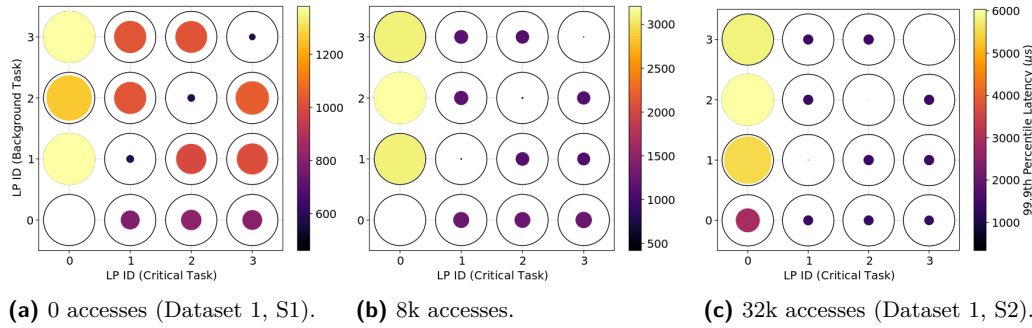 3
2
1
0
LP ID (Background Task)
0 1 2 3
LP ID (Critical Task)
1200
1000
800
600
3
2
1
0
0 1 2 3
LP ID (Critical Task)
3000
2500
2000
1500
1000
500
3
2
1
0
0 1 2 3
LP ID (Critical Task)
6000
5000
4000
3000
2000
1000
99.9th Percentile Latency (µs)
(a) 0 accesses (Dataset 1, S1).
(b) 8k accesses.
(c) 32k accesses (Dataset 1, S2).